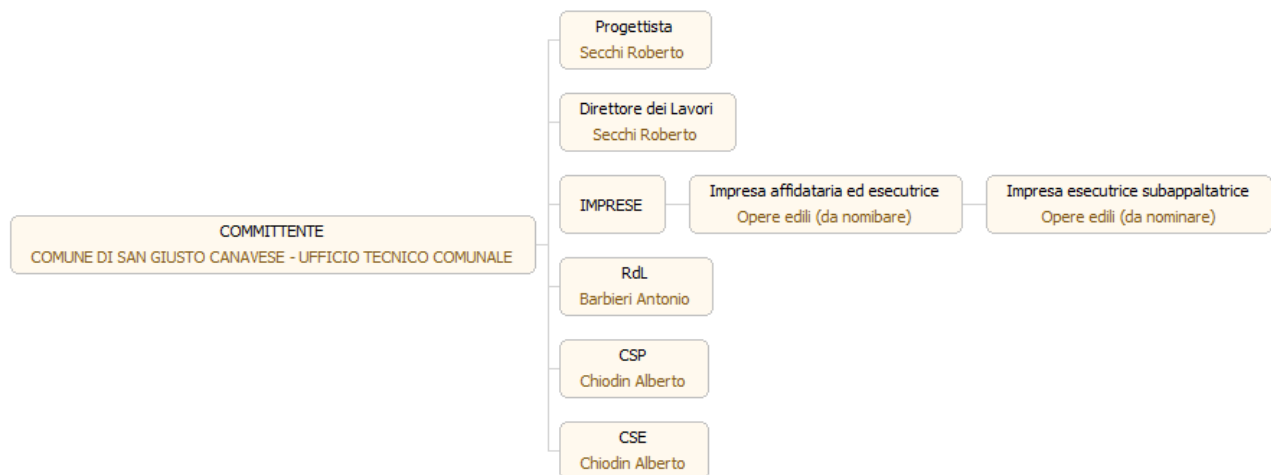 Progettista
Secchi Roberto
Direttore dei Lavori
Secchi Roberto
IMPRESE
Impresa affidataria ed esecutrice
Opere edili (da nomibare)
Impresa esecutrice subappaltatrice
Opere edili (da nominare)
COMMITTENTE
COMUNE DI SAN GIUSTO CANAVESE - UFFICIO TECNICO COMUNALE
RdL
Barbieri Antonio
CSP
Chiodin Alberto
CSE
Chiodin Alberto